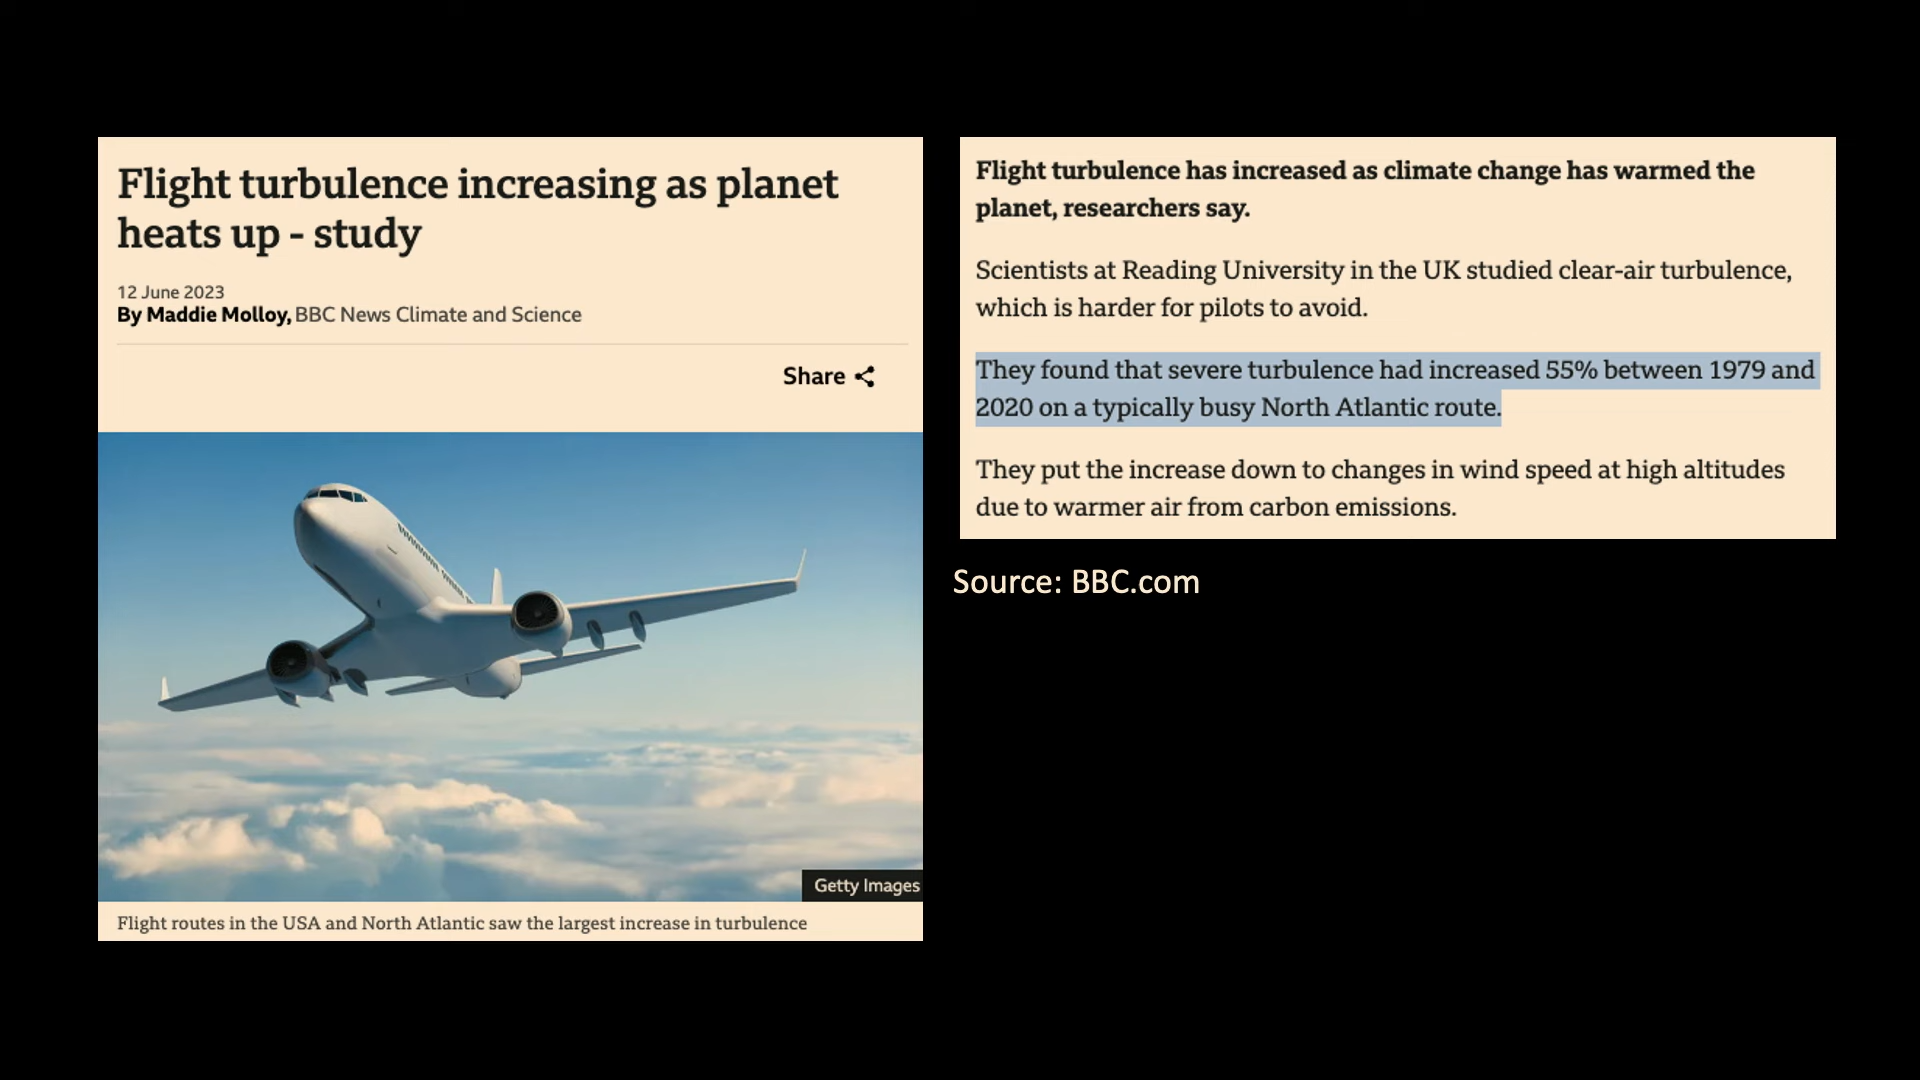 Flight turbulence increasing as planet
heats up - study
12 June 2023
By Maddie Molloy, BBC News Climate and Science
Share
Getty Images
Flight routes in the USA and North Atlantic saw the largest increase in turbulence
Flight turbulence has increased as climate change has warmed the
planet, researchers say.
Scientists at Reading University in the UK studied clear-air turbulence,
which is harder for pilots to avoid.
They found that severe turbulence had increased 55% between 1979 and
2020 on a typically busy North Atlantic route.
They put the increase down to changes in wind speed at high altitudes
due to warmer air from carbon emissions.
Source: BBC.com